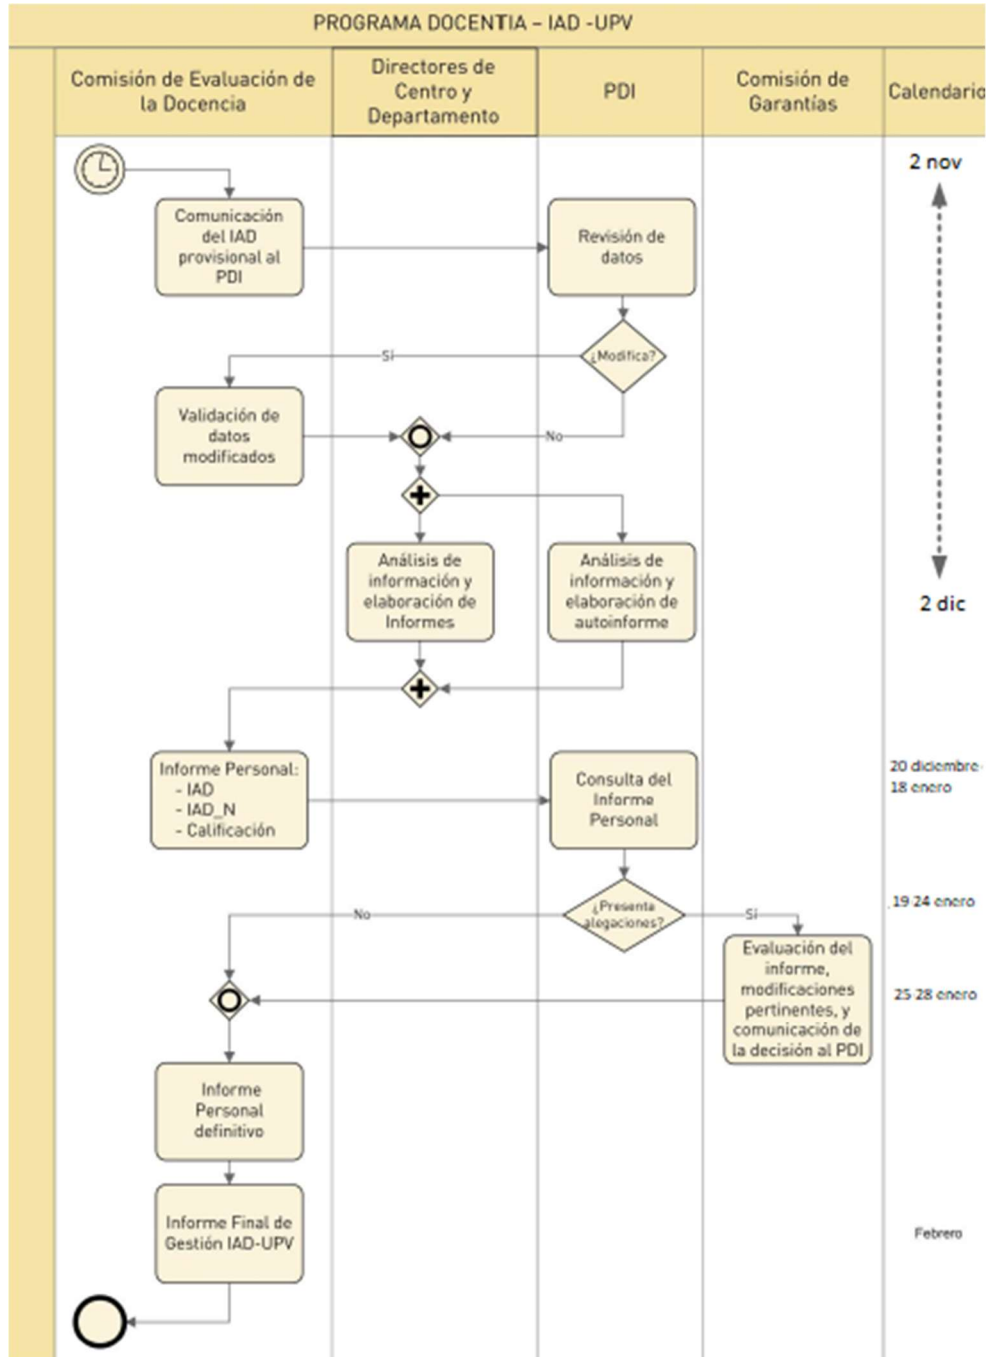 PROGRAMA DOCENTIA – IAD -UPV
Comisión de Evaluación de
la Docencia
Directores de
Centro y
Departamento
PDI
Comisión de
Garantías
Calendario
2 nov
Comunicación
del IAD
provisional al
PDI
Revisión de
datos
¿Modifica?
Sí
Validación de
datos
modificados
No
Análisis de
información y
elaboración de
Informes
Análisis de
información y
elaboración de
autoinforme
2 dic
Informe Personal:
- IAD
- IAD_N
- Calificación
Consulta del
Informe
Personal
20 diciembre-
18 enero
No
¿Presenta
alegaciones?
Sí
19-24 enero
Evaluación del
informe,
modificaciones
pertinentes, y
comunicación de
la decisión al PDI
25-28 enero
Informe
Personal
definitivo
Informe Final de
Gestión IAD-UPV
Febrero